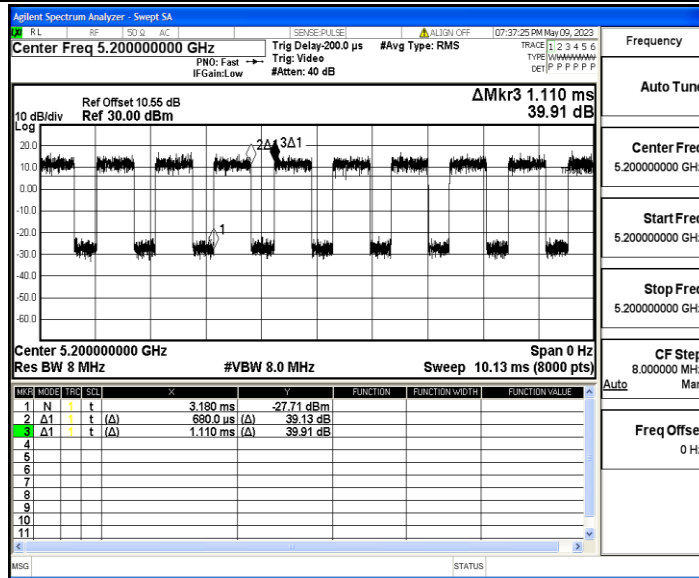 Agilent Spectrum Analyzer - Swept SA
RL RF 50 Ω AC SENSE:PULSE ALIGN OFF 07:37:25 PM May 09, 2023
Center Freq 5.200000000 GHz
PNO: Fast
IFGain:Low
Trig Delay-200.0 µs
Trig: Video
#Atten: 40 dB
#Avg Type: RMS
TRACE 1 2 3 4 5 6
TYPE WWWWWW
DET P P P P P P
Frequency
Auto Tune
Center Freq
5.200000000 GHz
Start Freq
5.200000000 GHz
Stop Freq
5.200000000 GHz
CF Step
8.000000 MHz
Auto Man
Freq Offset
0 Hz
Ref Offset 10.55 dB
10 dB/div Ref 30.00 dBm
ΔMkr3 1.110 ms
39.91 dB
Log
20.0
10.0
0.00
-10.0
-20.0
-30.0
-40.0
-50.0
-60.0
2Δ1 3Δ1
1
Center 5.200000000 GHz Span 0 Hz
Res BW 8 MHz #VBW 8.0 MHz Sweep 10.13 ms (8000 pts)
MKR MODE TRC SCL X Y FUNCTION FUNCTION WIDTH FUNCTION VALUE
1 N 1 t 3.180 ms -27.71 dBm
2 Δ1 1 t (Δ) 680.0 µs (Δ) 39.13 dB
3 Δ1 1 t (Δ) 1.110 ms (Δ) 39.91 dB
4
5
6
7
8
9
10
11
MSG STATUS